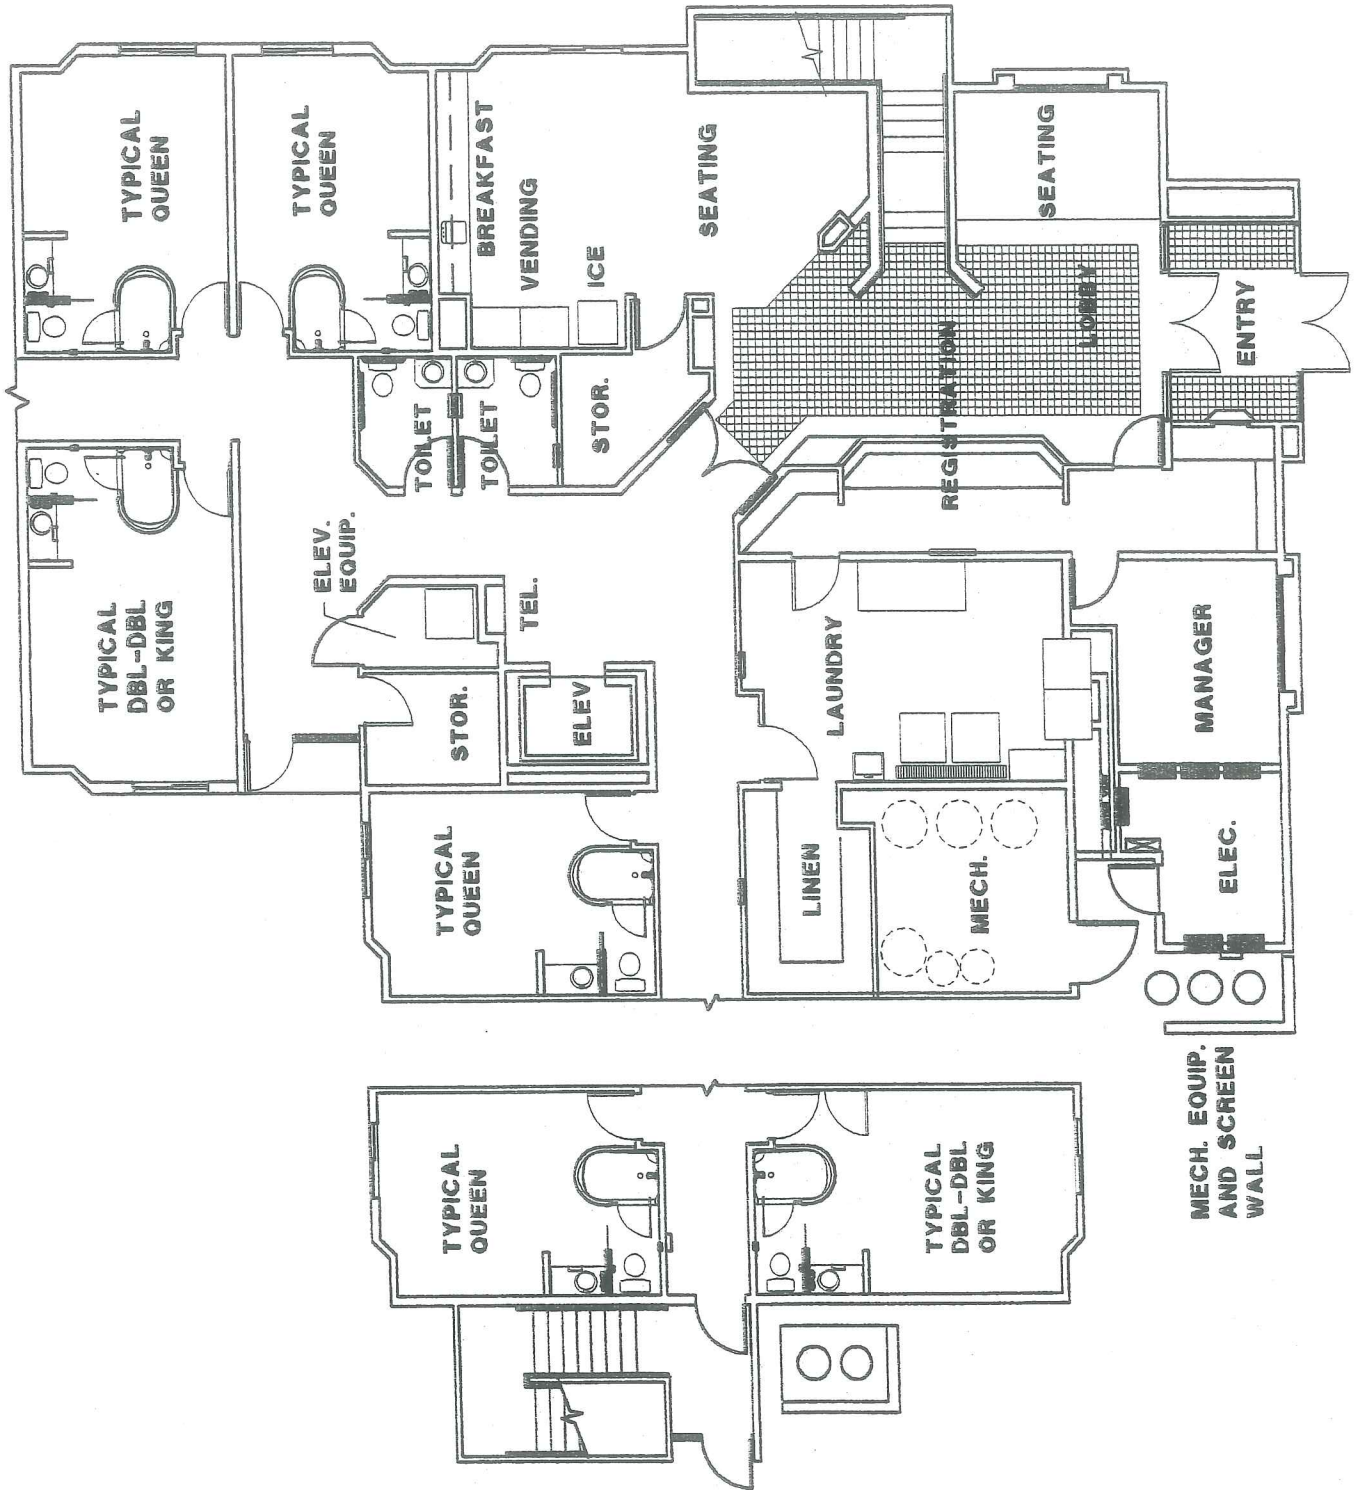 TYPICAL
QUEEN
TYPICAL
QUEEN
BREAKFAST
VENDING
ICE
SEATING
SEATING
LOBBY
ENTRY
REGISTRATION
STOR.
TOILET
TOILET
TYPICAL
DBL-DBL
OR KING
ELEV.
EQUIP.
TEL.
STOR.
ELEV
LAUNDRY
MANAGER
TYPICAL
QUEEN
LINEN
MECH.
ELEC.
MECH. EQUIP.
AND SCREEN
WALL
TYPICAL
QUEEN
TYPICAL
DBL-DBL
OR KING